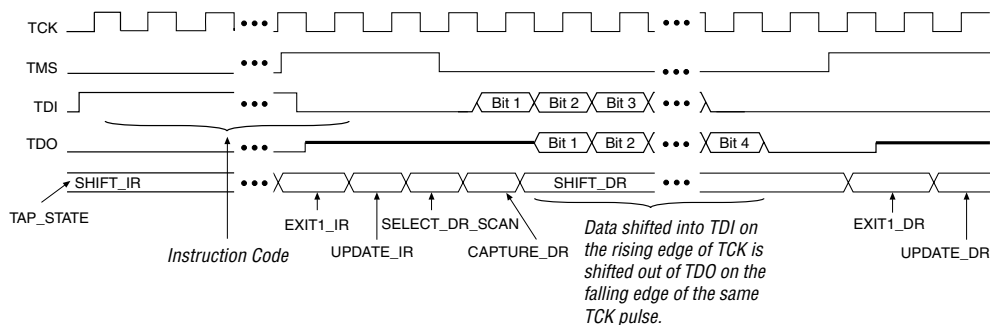 TCK
TMS
TDI
Bit 1 Bit 2 Bit 3
TDO
Bit 1 Bit 2 Bit 4
SHIFT_IR SHIFT_DR
TAP_STATE
EXIT1_IR SELECT_DR_SCAN EXIT1_DR
Instruction Code UPDATE_IR CAPTURE_DR UPDATE_DR
Data shifted into TDI on
the rising edge of TCK is
shifted out of TDO on the
falling edge of the same
TCK pulse.